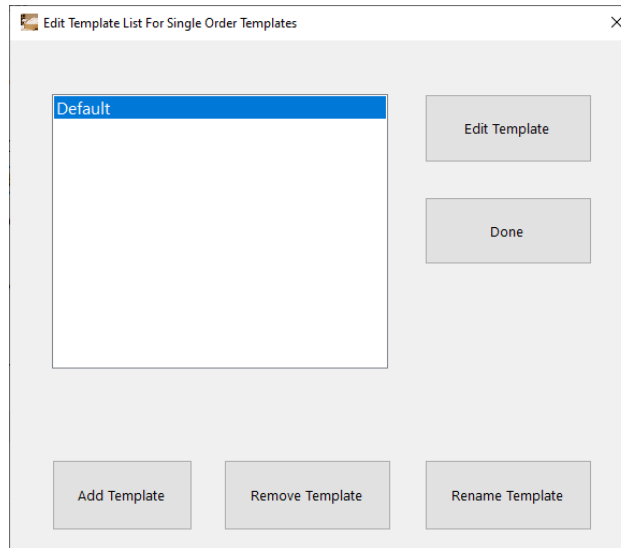 Edit Template List For Single Order Templates
Default
Edit Template
Done
Add Template
Remove Template
Rename Template